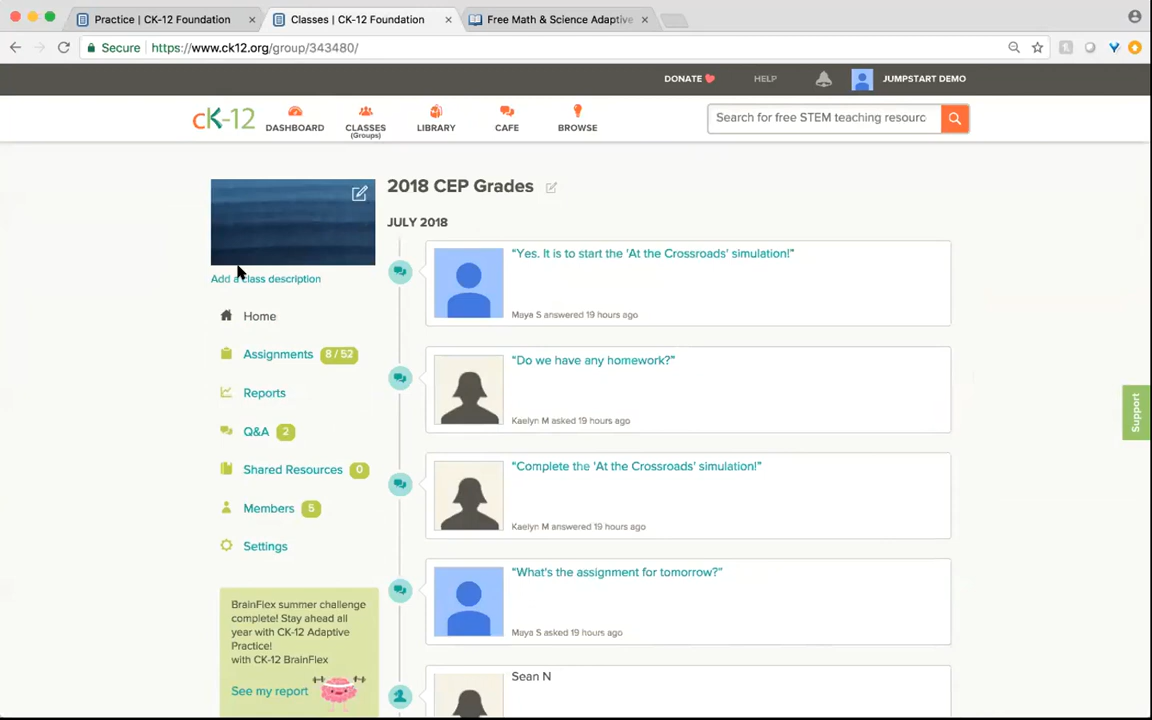 Practice | CK-12 Foundation
Classes | CK-12 Foundation
Free Math & Science Adaptive
Secure https://www.ck12.org/group/343480/
DONATE HELP JUMPSTART DEMO
cK-12
DASHBOARD
CLASSES
(Groups)
LIBRARY
CAFE
BROWSE
Search for free STEM teaching resourc
2018 CEP Grades
JULY 2018
Add a class description
Home
Assignments 8 / 52
Reports
Q&A 2
Shared Resources 0
Members 5
Settings
BrainFlex summer challenge
complete! Stay ahead all
year with CK-12 Adaptive
Practice!
with CK-12 BrainFlex
See my report
“Yes. It is to start the 'At the Crossroads' simulation!”
Maya S answered 19 hours ago
“Do we have any homework?”
Kaelyn M asked 19 hours ago
“Complete the 'At the Crossroads' simulation!”
Kaelyn M answered 19 hours ago
“What's the assignment for tomorrow?”
Maya S asked 19 hours ago
Sean N
Support